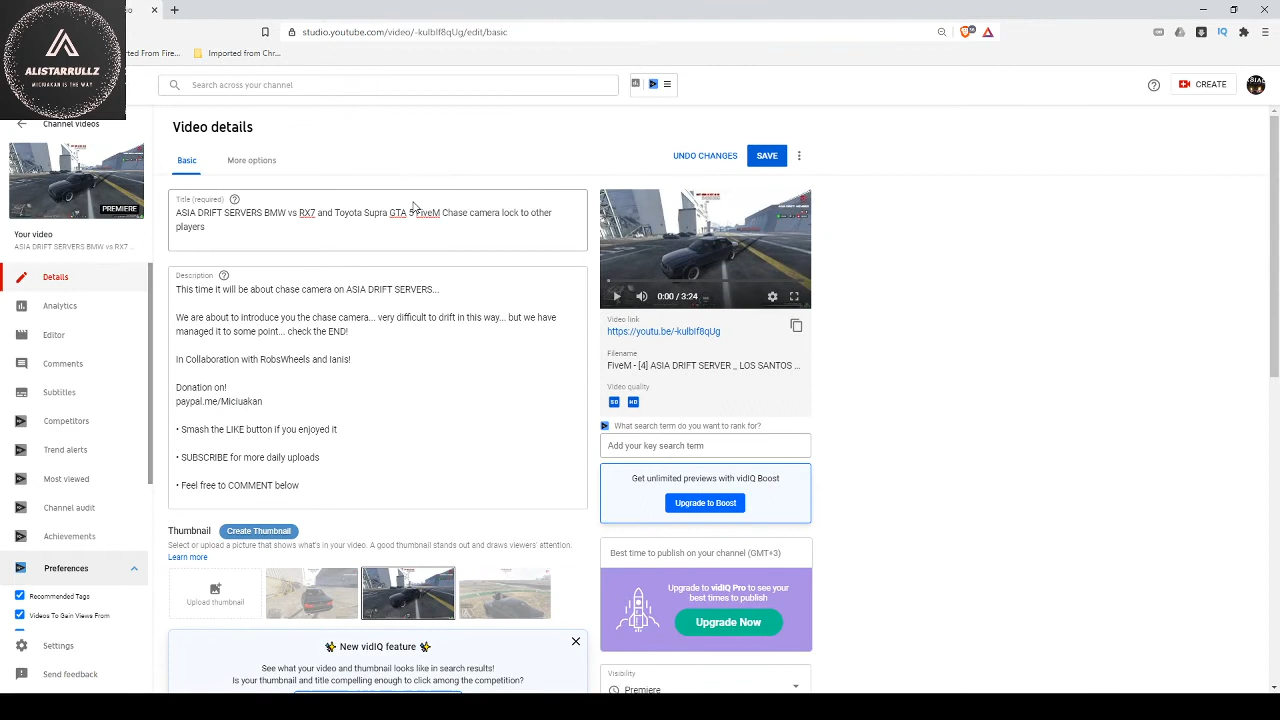 studio.youtube.com/video/-kulbIf8qUg/edit/basic
IQ
rted From Fire...
Imported from Chr...
ALISTARRULLZ
MICIUAKAN IS THE WAY
Search across your channel
CREATE
Channel videos
PREMIERE
Your video
ASIA DRIFT SERVERS BMW vs RX7 ...
Details
Analytics
Editor
Comments
Subtitles
Competitors
Trend alerts
Most viewed
Channel audit
Achievements
Preferences
Recommended Tags
Videos To Gain Views From
Settings
Send feedback
Video details
Basic
More options
UNDO CHANGES
SAVE
Title (required)
ASIA DRIFT SERVERS BMW vs RX7 and Toyota Supra GTA 5 FiveM Chase camera lock to other
players
Description
This time it will be about chase camera on ASIA DRIFT SERVERS...
We are about to introduce you the chase camera... very difficult to drift in this way... but we have
managed it to some point... check the END!
In Collaboration with RobsWheels and Ianis!
Donation on!
paypal.me/Miciuakan
• Smash the LIKE button if you enjoyed it
• SUBSCRIBE for more daily uploads
• Feel free to COMMENT below
Thumbnail
Create Thumbnail
Select or upload a picture that shows what's in your video. A good thumbnail stands out and draws viewers' attention.
Learn more
Upload thumbnail
✨ New vidIQ feature ✨
See what your video and thumbnail looks like in search results!
Is your thumbnail and title compelling enough to click among the competition?
0:00 / 3:24
Video link
https://youtu.be/-kulbIf8qUg
Filename
FiveM - [4] ASIA DRIFT SERVER _ LOS SANTOS ...
Video quality
SD HD
What search term do you want to rank for?
Add your key search term
Get unlimited previews with vidIQ Boost
Upgrade to Boost
Best time to publish on your channel (GMT+3)
Upgrade to vidIQ Pro to see your
best times to publish
Upgrade Now
Visibility
Premiere